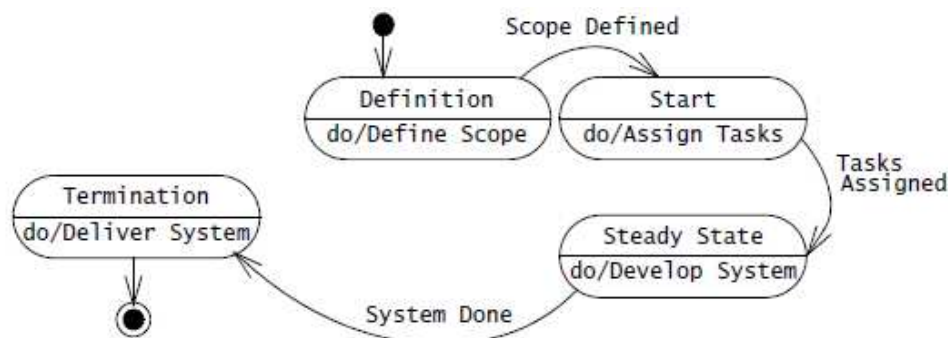 Scope Defined
Definition
do/Define Scope
Start
do/Assign Tasks
Tasks
Assigned
Termination
do/Deliver System
Steady State
do/Develop System
System Done